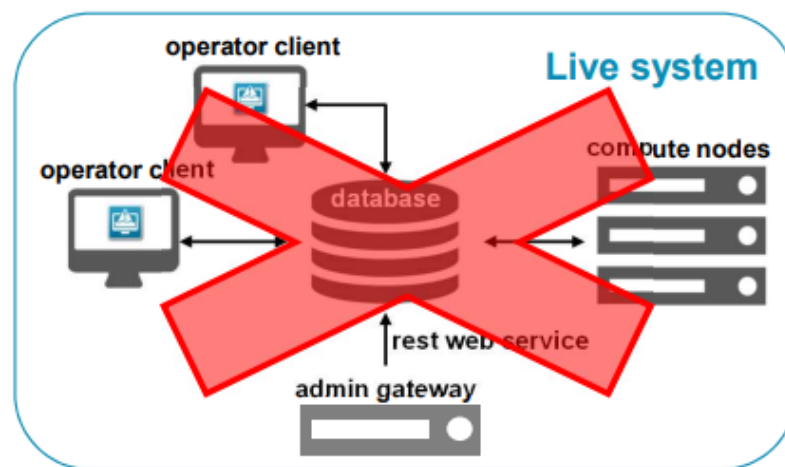 operator client
Live system
operator client
compute nodes
database
rest web service
admin gateway